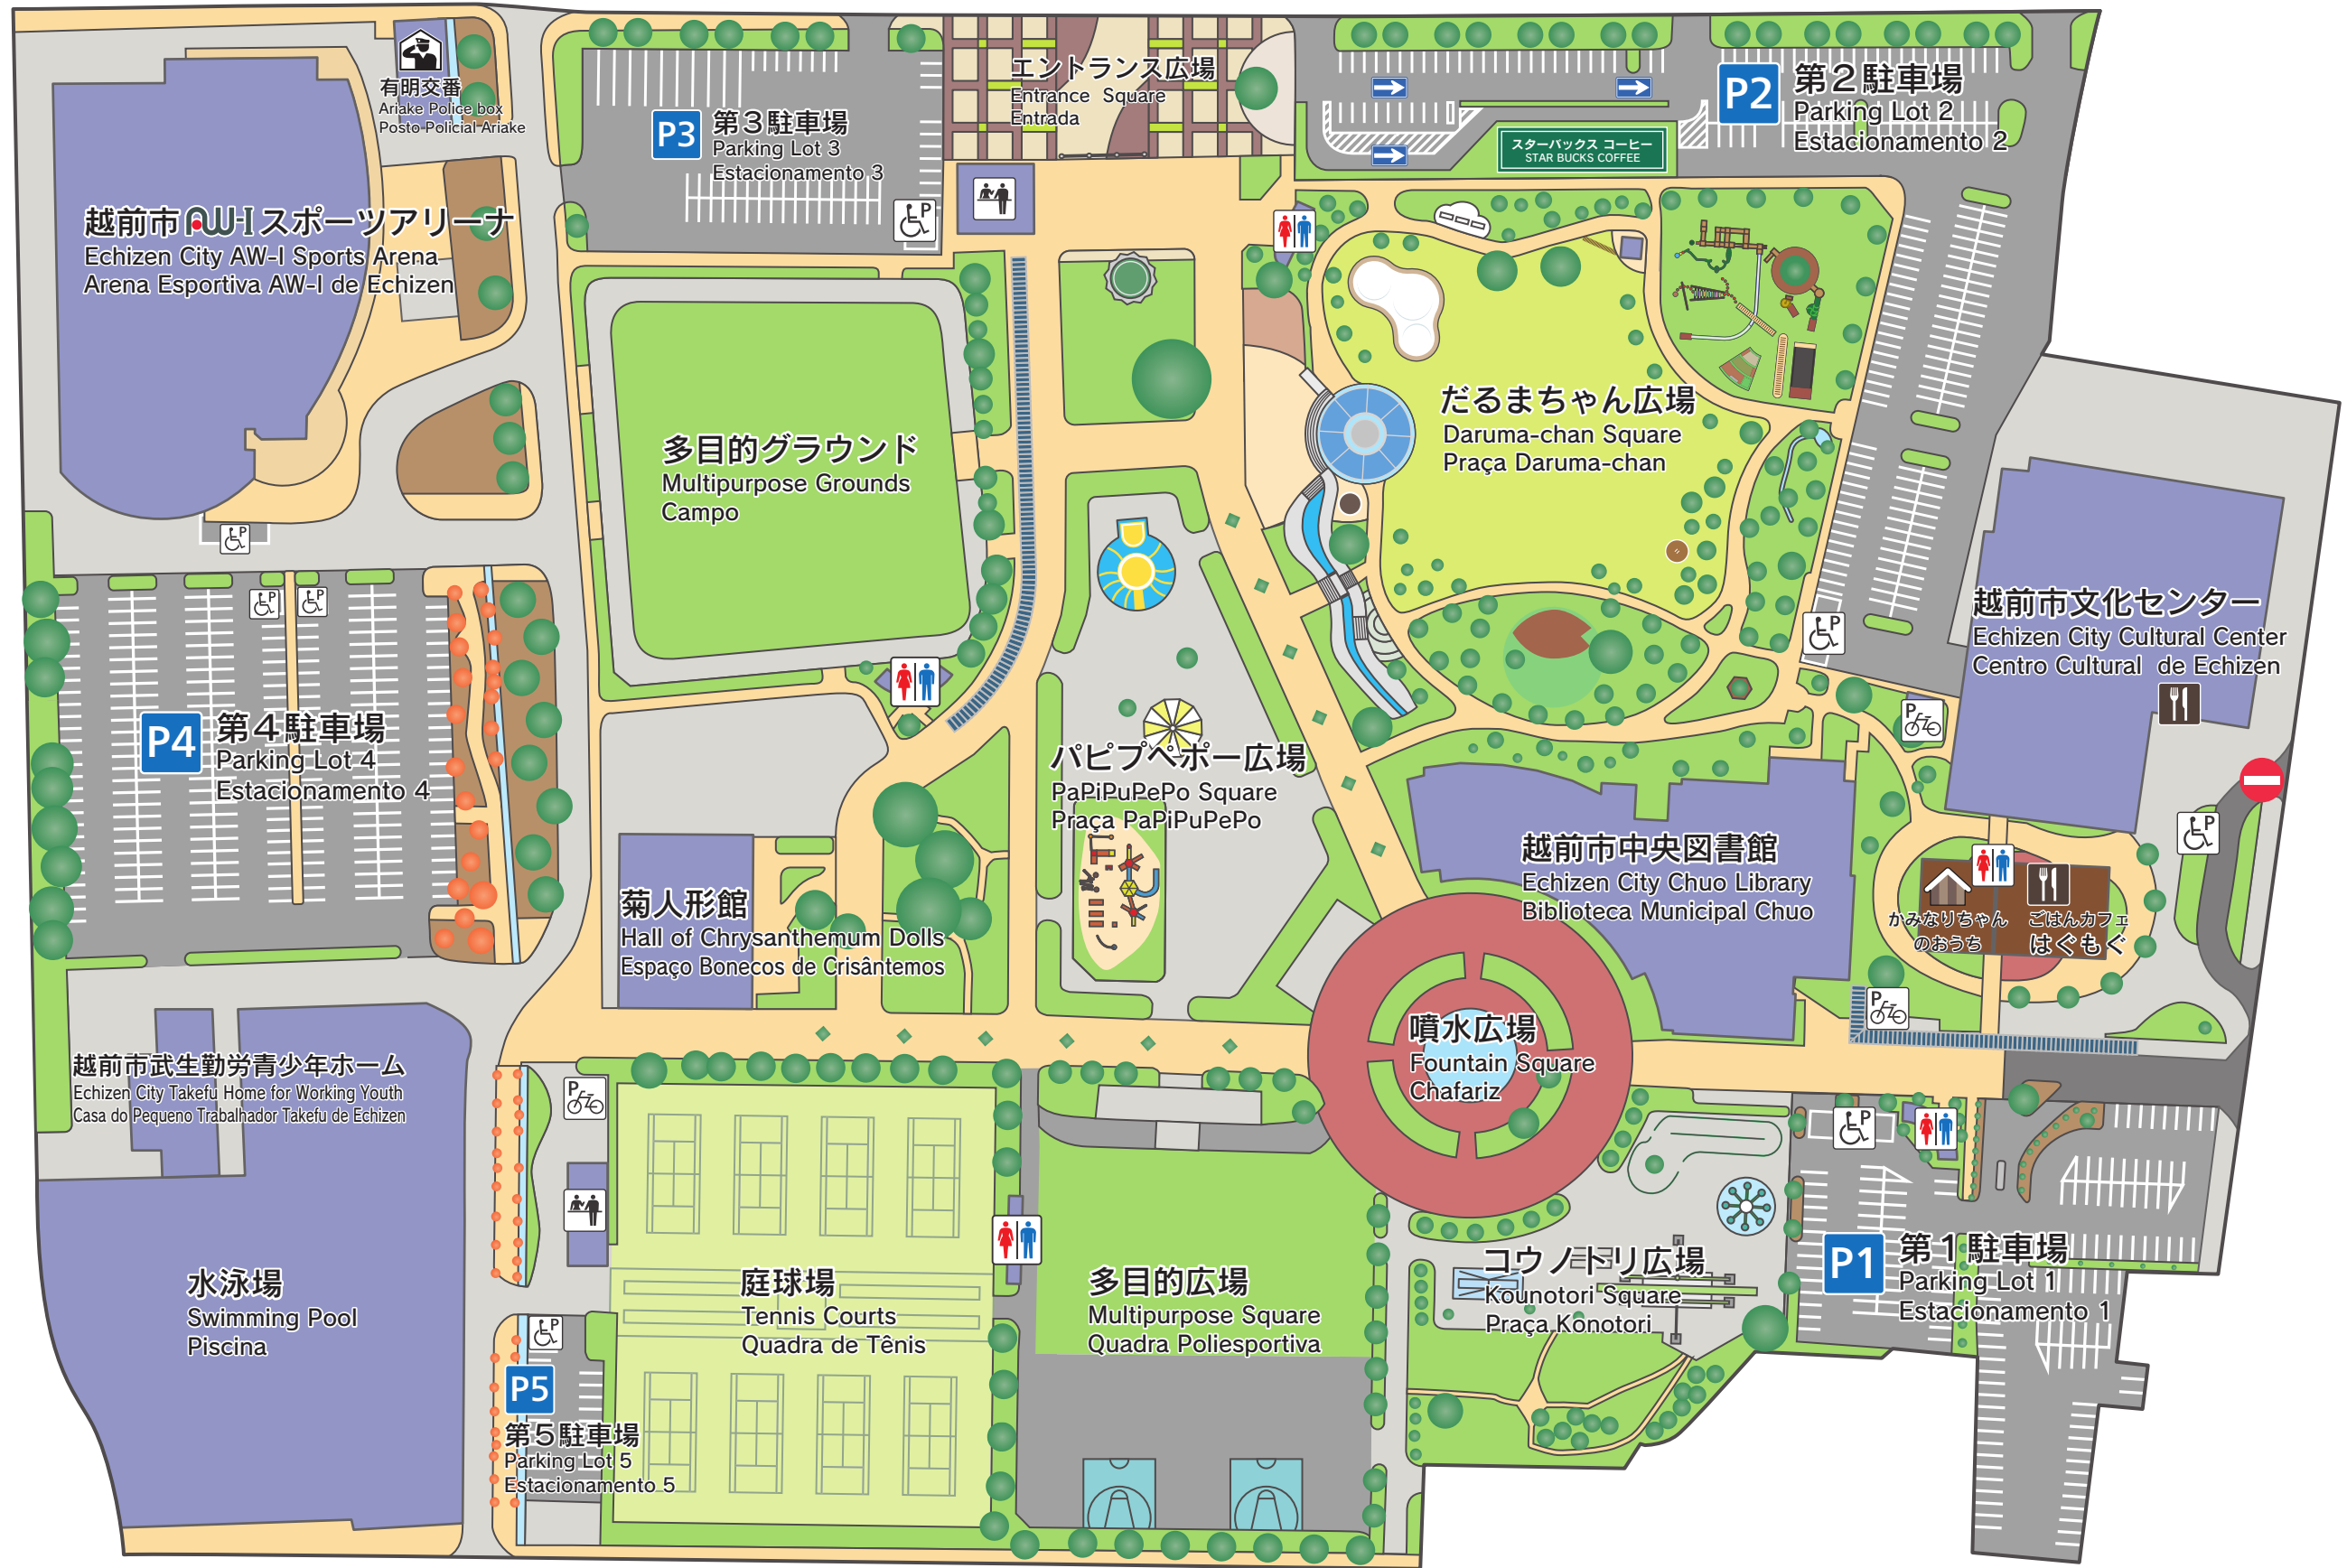 有明交番
Ariake Police box
Posto Policial Ariake
エントランス広場
Entrance Square
Entrada
P2
第２駐車場
Parking Lot 2
Estacionamento 2
P3
第３駐車場
Parking Lot 3
Estacionamento 3
スターバックス コーヒー
STAR BUCKS COFFEE
P
越前市AW-Iスポーツアリーナ
Echizen City AW-I Sports Arena
Arena Esportiva AW-I de Echizen
だるまちゃん広場
Daruma-chan Square
Praça Daruma-chan
多目的グラウンド
Multipurpose Grounds
Campo
P
P
P
P
越前市文化センター
Echizen City Cultural Center
Centro Cultural de Echizen
P4
第４駐車場
Parking Lot 4
Estacionamento 4
P
パピプペポー広場
PaPiPuPePo Square
Praça PaPiPuPePo
P
越前市中央図書館
Echizen City Chuo Library
Biblioteca Municipal Chuo
菊人形館
Hall of Chrysanthemum Dolls
Espaço Bonecos de Crisântemos
かみなりちゃん
のおうち
ごはんカフェ
はぐもぐ
P
噴水広場
Fountain Square
Chafariz
越前市武生勤労青少年ホーム
Echizen City Takefu Home for Working Youth
Casa do Pequeno Trabalhador Takefu de Echizen
P
P
P1
第１駐車場
Parking Lot 1
Estacionamento 1
コウノトリ広場
Kounotori Square
Praça Konotori
水泳場
Swimming Pool
Piscina
庭球場
Tennis Courts
Quadra de Tênis
多目的広場
Multipurpose Square
Quadra Poliesportiva
P
P5
第５駐車場
Parking Lot 5
Estacionamento 5